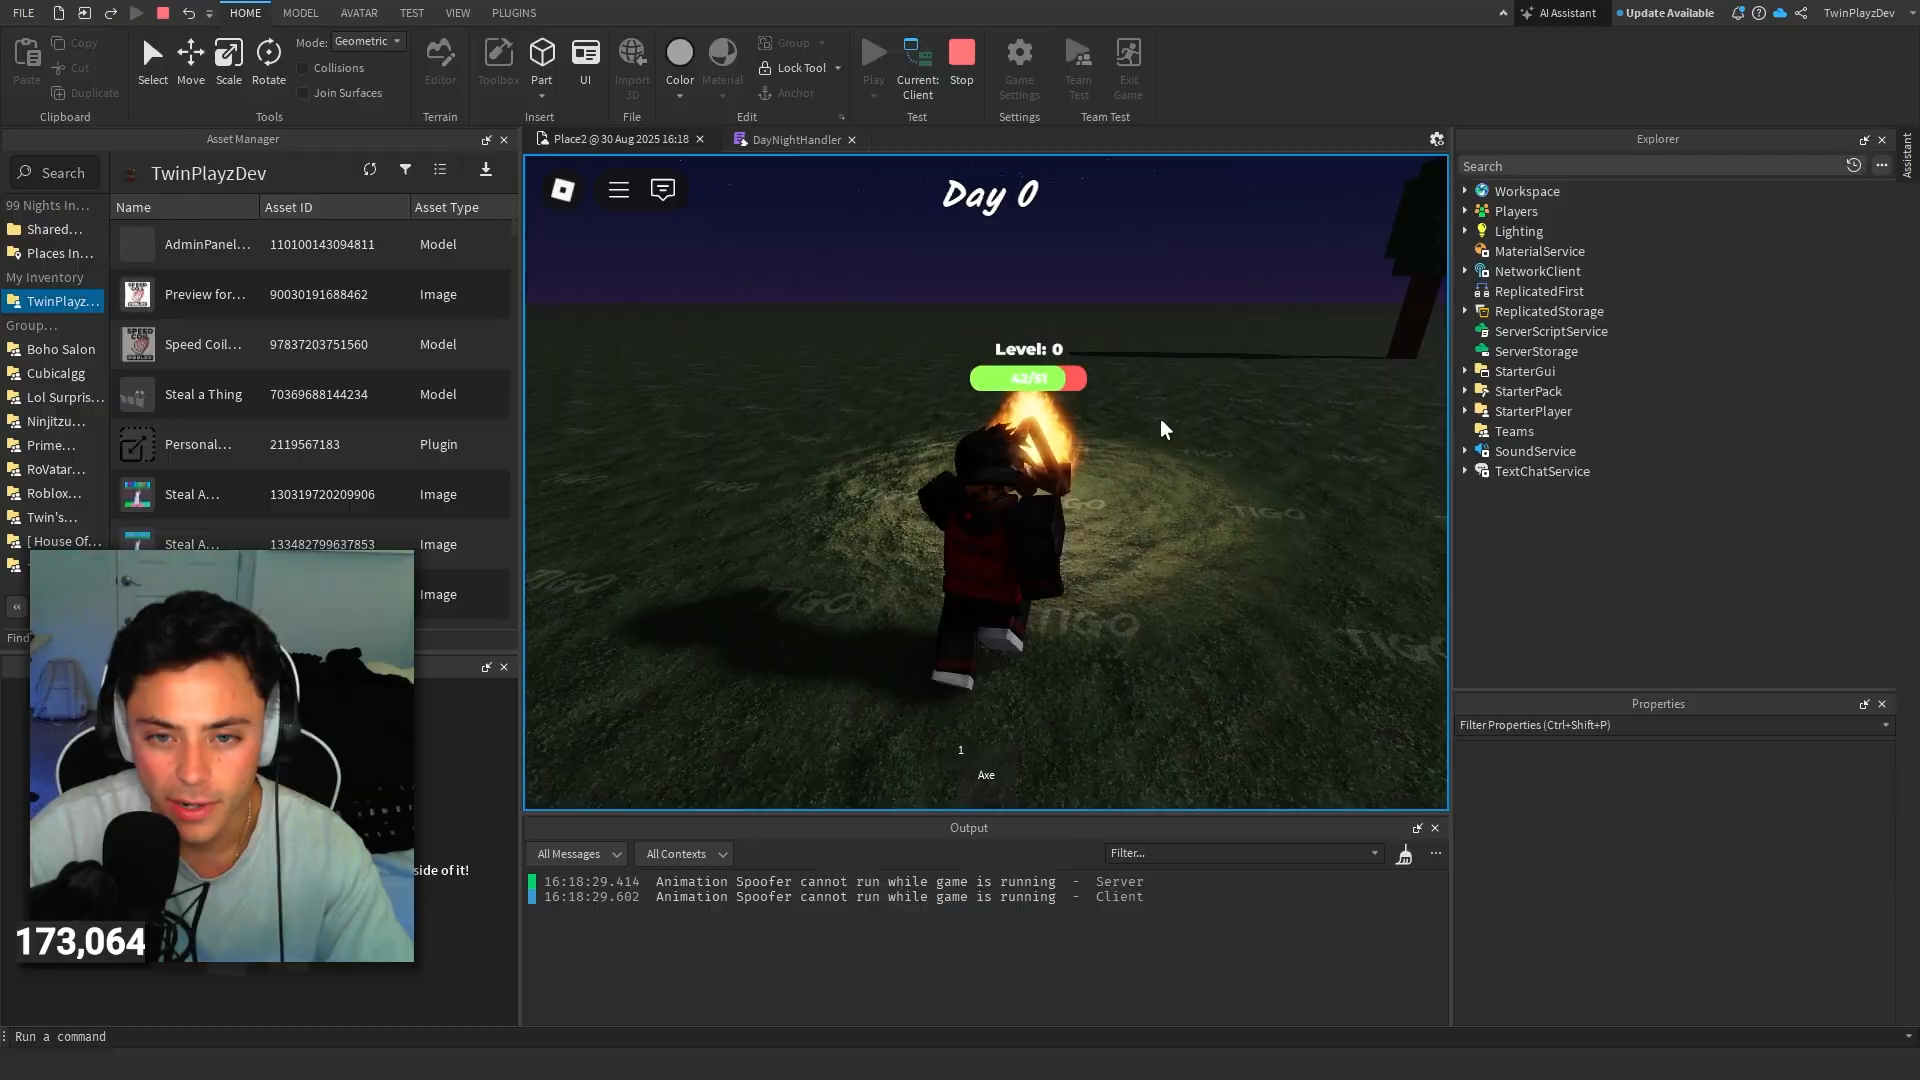 FILE
HOME
MODEL
AVATAR
TEST
VIEW
PLUGINS
AI Assistant
Update Available
TwinPlayzDev
Paste
Copy
Cut
Duplicate
Clipboard
Select
Move
Scale
Rotate
Mode:
Geometric
Collisions
Join Surfaces
Tools
Editor
Terrain
Toolbox
Part
UI
Insert
Import
3D
File
Color
Material
Group
Lock Tool
Anchor
Edit
Play
Current:
Client
Stop
Test
Game
Settings
Settings
Team
Test
Exit
Game
Team Test
Asset Manager
Search
TwinPlayzDev
99 Nights In...
Shared...
Places In...
My Inventory
TwinPlayz...
Group...
Boho Salon
Cubicalgg
Lol Surpris...
Ninjitzu...
Prime...
RoVatar...
Roblox...
Twin's...
[ House Of...
Find
Name
Asset ID
Asset Type
AdminPanel...
110100143094811
Model
Preview for...
90030191688462
Image
Speed Coil...
97837203751560
Model
Steal a Thing
70369688144234
Model
Personal...
2119567183
Plugin
Steal A...
130319720209906
Image
Steal A...
133482799637853
Image
Image
side of it!
173,064
Place2 @ 30 Aug 2025 16:18
DayNightHandler
Day 0
Level: 0
42/51
TIGO
TIGO
TIGO
TIGO
1
Axe
Output
All Messages
All Contexts
Filter...
16:18:29.414 Animation Spoofer cannot run while game is running - Server
16:18:29.602 Animation Spoofer cannot run while game is running - Client
Run a command
Explorer
Search
Workspace
Players
Lighting
MaterialService
NetworkClient
ReplicatedFirst
ReplicatedStorage
ServerScriptService
ServerStorage
StarterGui
StarterPack
StarterPlayer
Teams
SoundService
TextChatService
Assistant
Properties
Filter Properties (Ctrl+Shift+P)